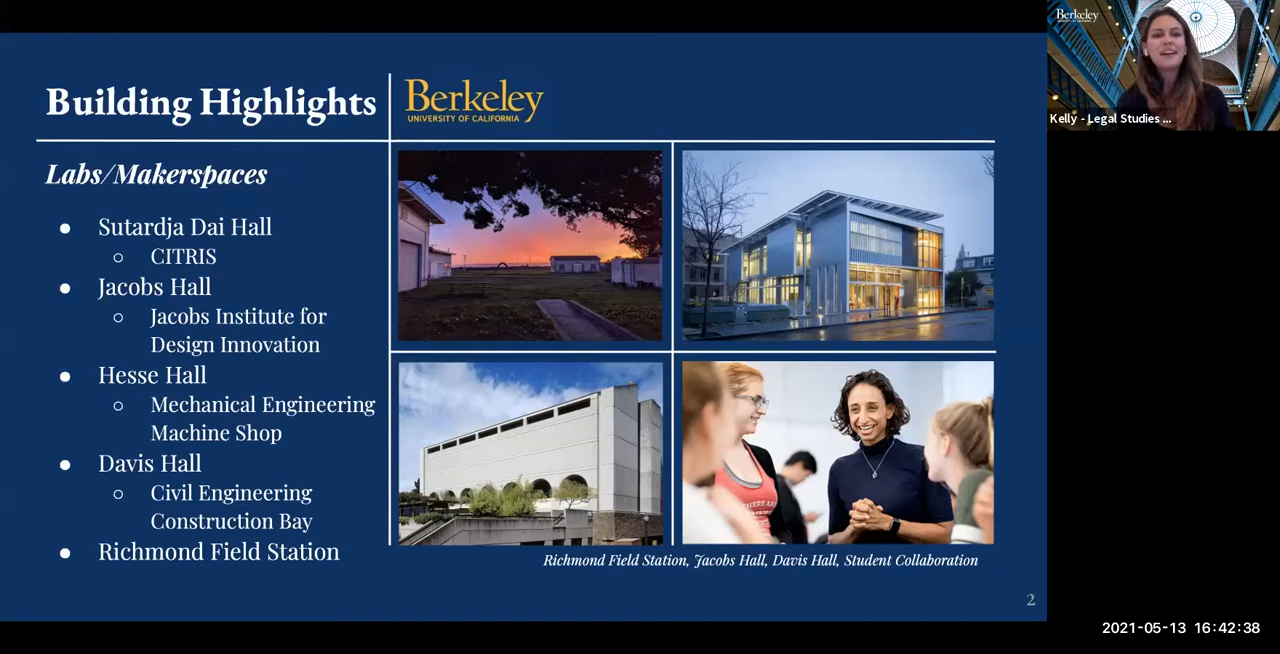 Building Highlights
Berkeley
UNIVERSITY OF CALIFORNIA
Labs/Makerspaces
● Sutardja Dai Hall
○ CITRIS
● Jacobs Hall
○ Jacobs Institute for
Design Innovation
● Hesse Hall
○ Mechanical Engineering
Machine Shop
● Davis Hall
○ Civil Engineering
Construction Bay
● Richmond Field Station
Richmond Field Station, Jacobs Hall, Davis Hall, Student Collaboration
2
Berkeley
Kelly - Legal Studies ...
2021-05-13 16:42:38